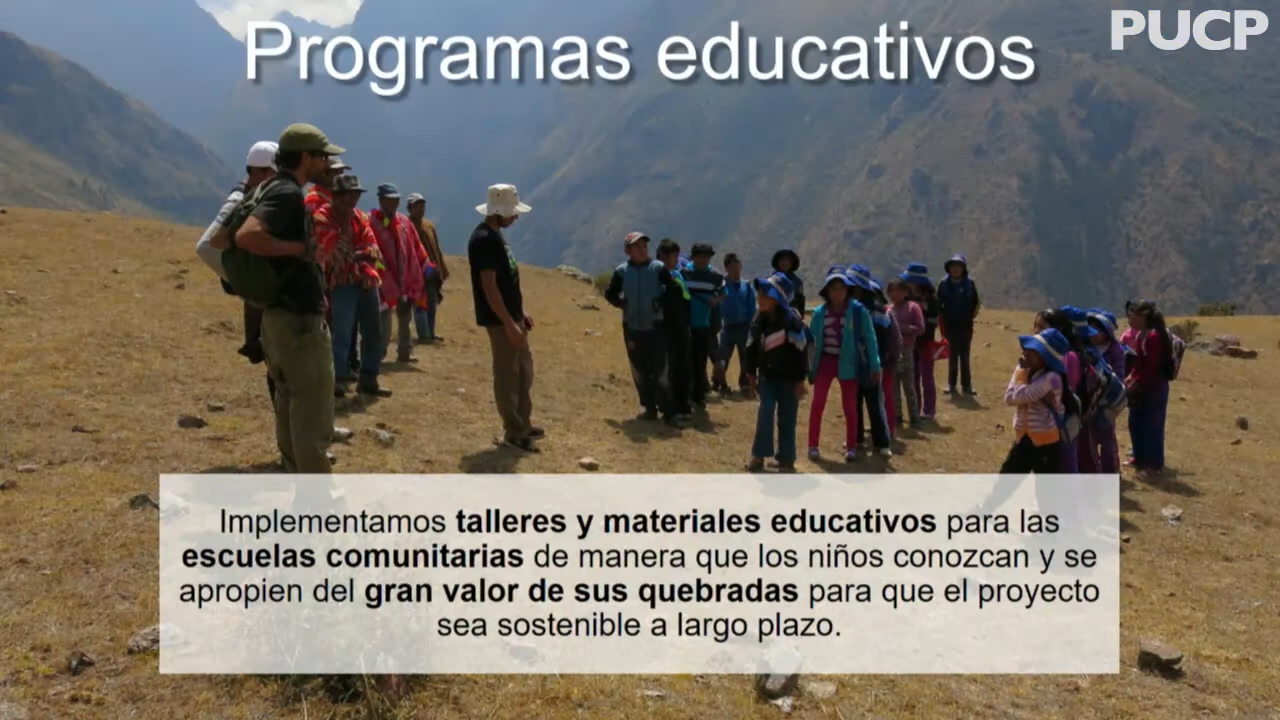 PUCP
Programas educativos
Implementamos talleres y materiales educativos para las
escuelas comunitarias de manera que los niños conozcan y se
apropien del gran valor de sus quebradas para que el proyecto
sea sostenible a largo plazo.